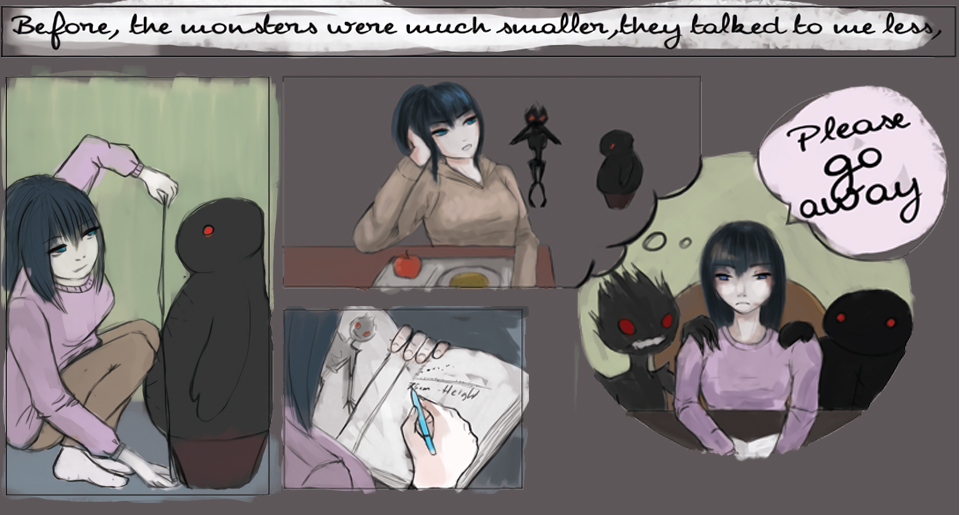 Before, the monsters were much smaller,they talked to me less,
Please
go
away
Height